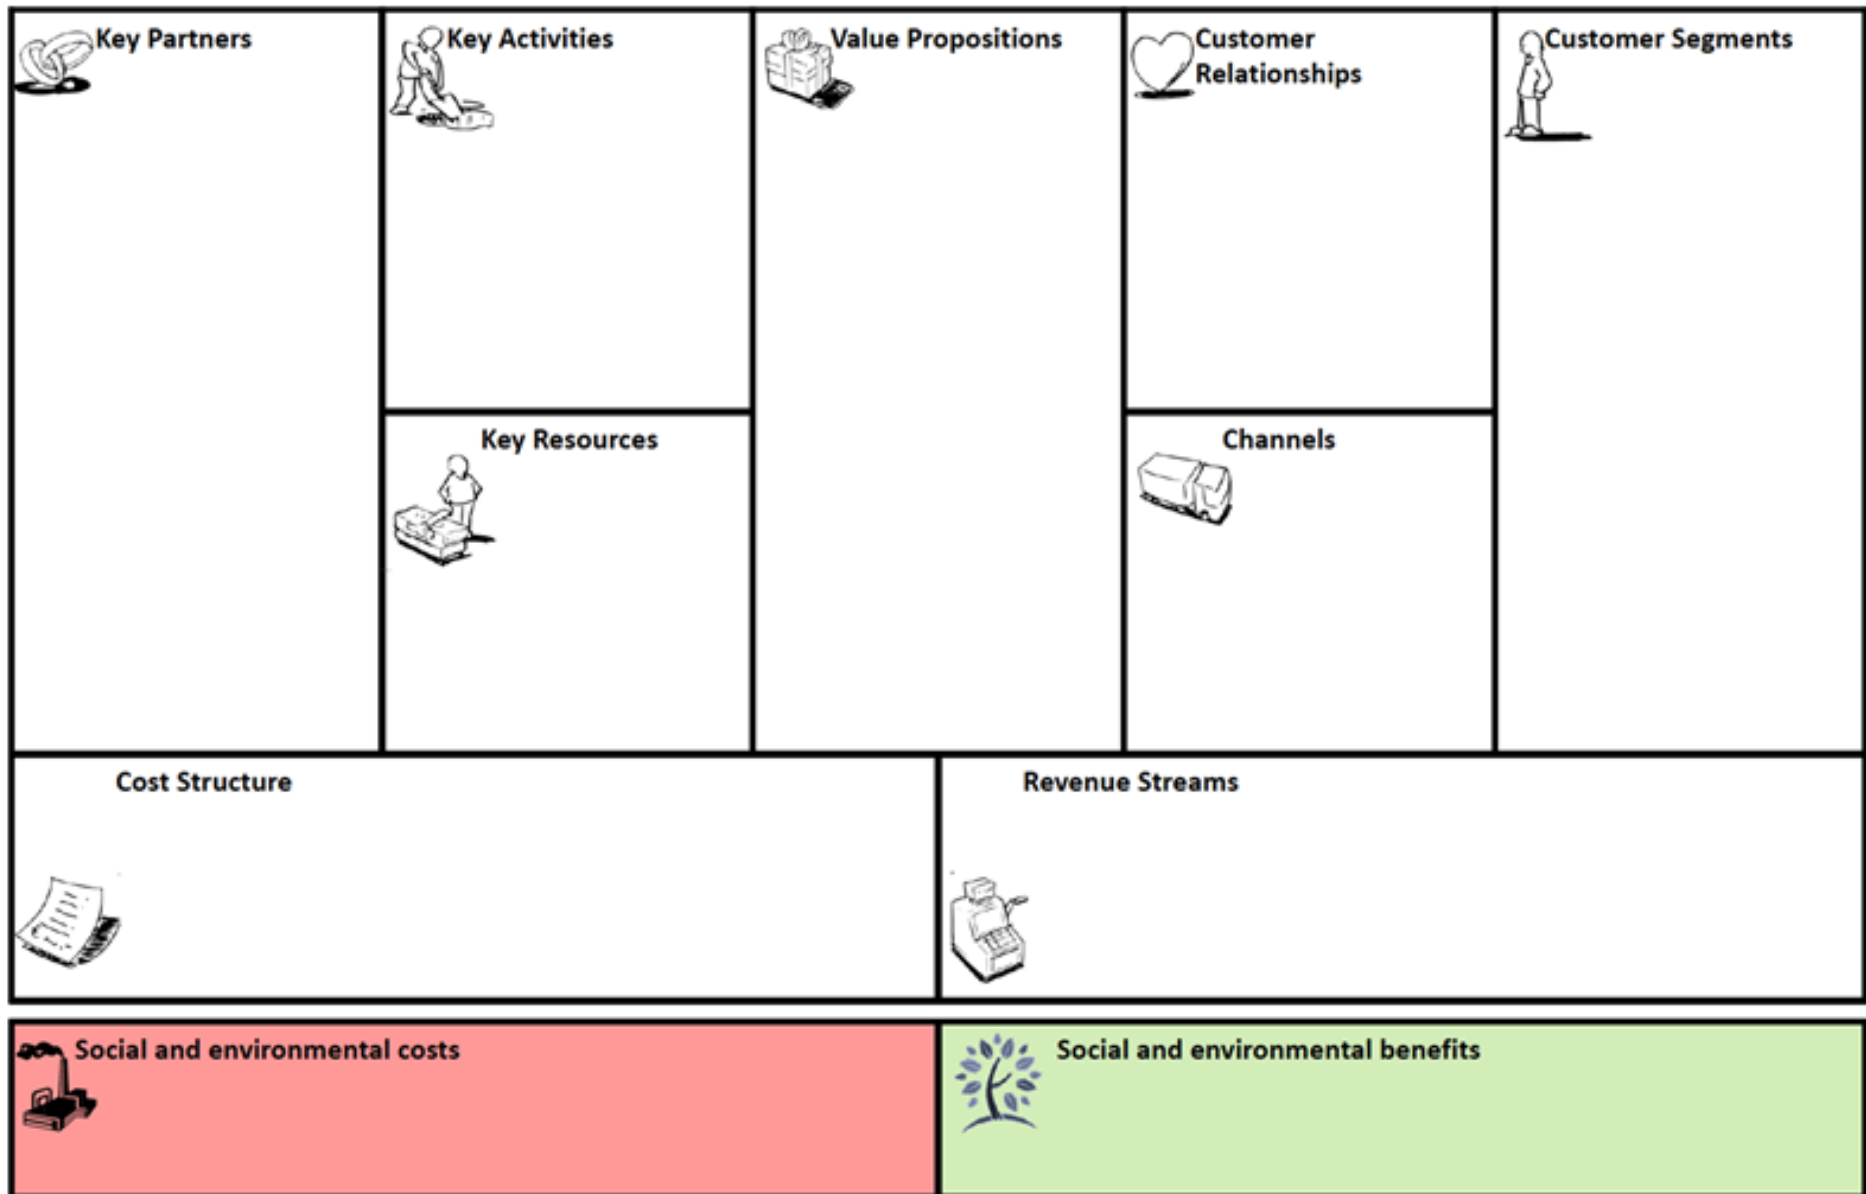 Key Partners
Key Activities
Value Propositions
Customer
Relationships
Customer Segments
Key Resources
Channels
Cost Structure
Revenue Streams
Social and environmental costs
Social and environmental benefits